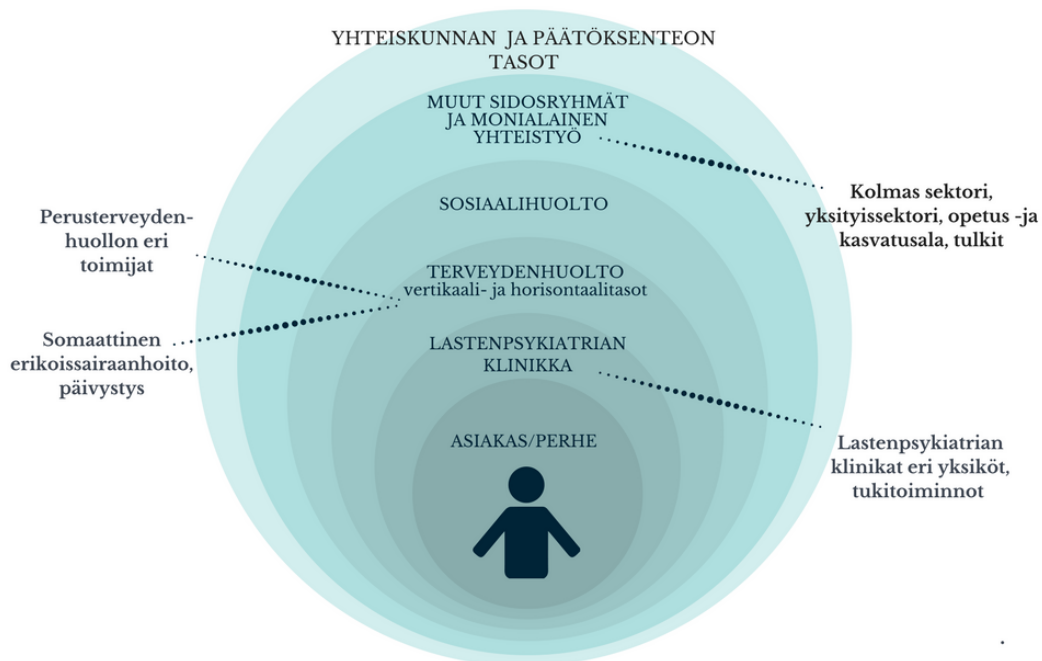 YHTEISKUNNAN JA PÄÄTÖKSENTEON
TASOT
MUUT SIDOSRYHMÄT
JA MONIALAINEN
YHTEISTYÖ
Kolmas sektori,
yksityissektori, opetus -ja
kasvatusala, tulkit
SOSIAALIHUOLTO
Perusterveyden-
huollon eri
toimijat
TERVEYDENHUOLTO
vertikaali- ja horisontaalitasot
Somaattinen
erikoissairaanhoito,
päivystys
LASTENPSYKIATRIAN
KLINIKKA
Lastenpsykiatrian
klinikat eri yksiköt,
tukitoiminnot
ASIAKAS/PERHE
.